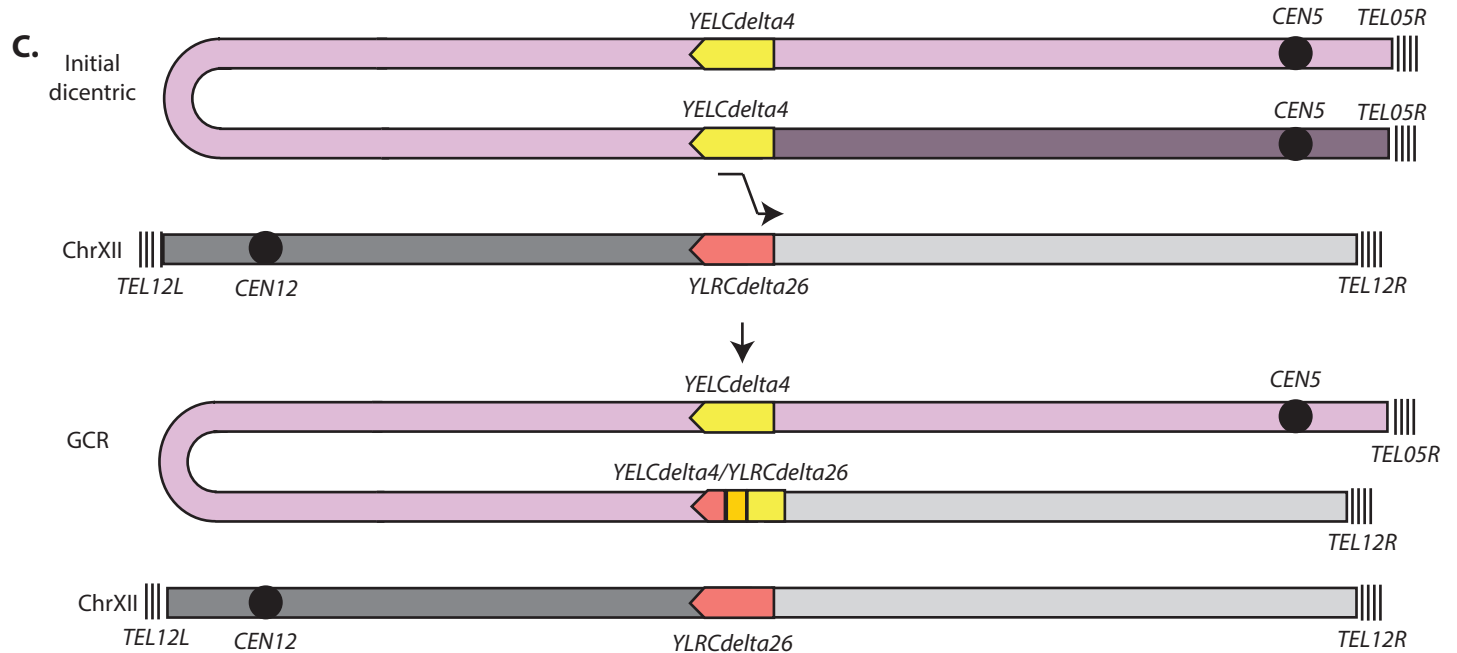 C.
Initial
dicentric
YELCdelta4
CEN5
TEL05R
YELCdelta4
CEN5
TEL05R
ChrXII
TEL12L
CEN12
YLRCdelta26
TEL12R
GCR
YELCdelta4
CEN5
TEL05R
YELCdelta4/YLRCdelta26
TEL12R
ChrXII
TEL12L
CEN12
YLRCdelta26
TEL12R